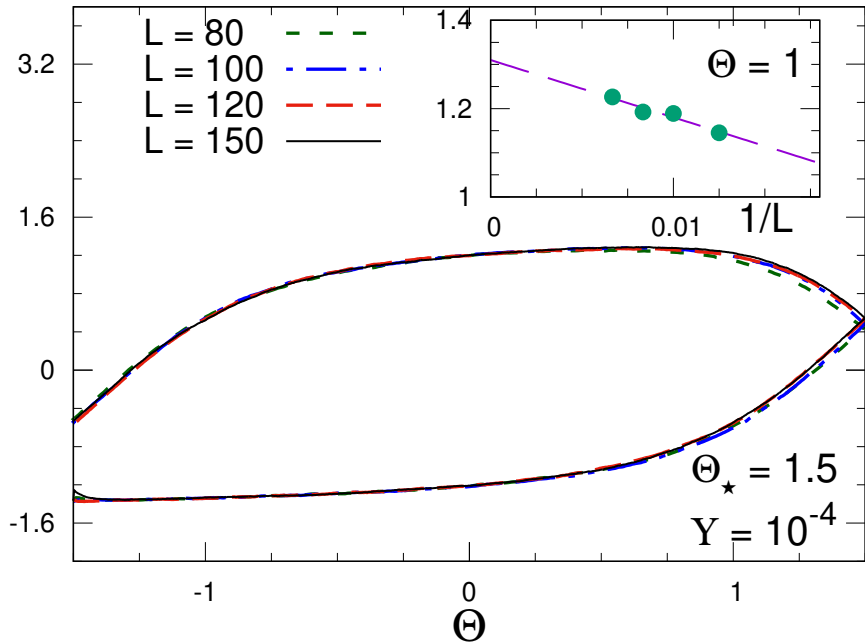 L = 80
L = 100
L = 120
L = 150
1.4
1.2
1
0
0.01
1/L
Θ = 1
3.2
1.6
0
-1.6
Θ⋆ = 1.5
Υ = 10⁻⁴
-1
0
1
Θ